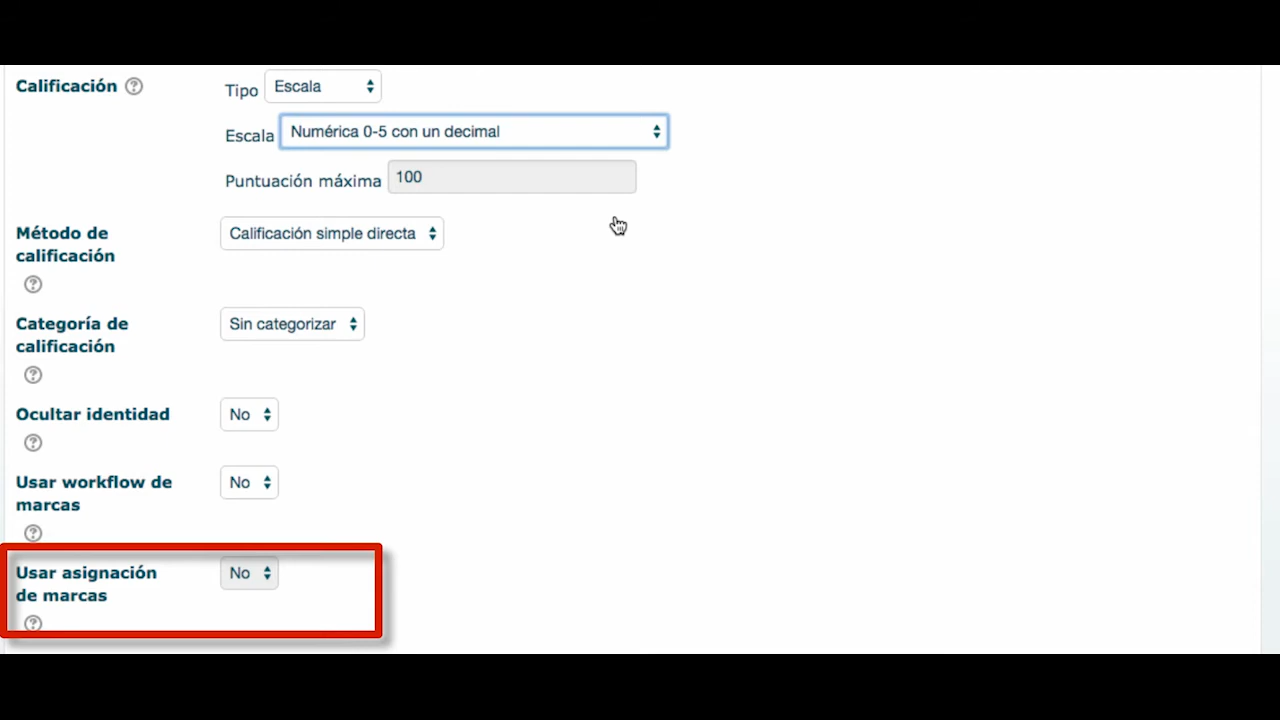 Calificación
Tipo Escala
Escala Numérica 0-5 con un decimal
Puntuación máxima 100
Método de calificación Calificación simple directa
Categoría de calificación Sin categorizar
Ocultar identidad No
Usar workflow de marcas No
Usar asignación de marcas No